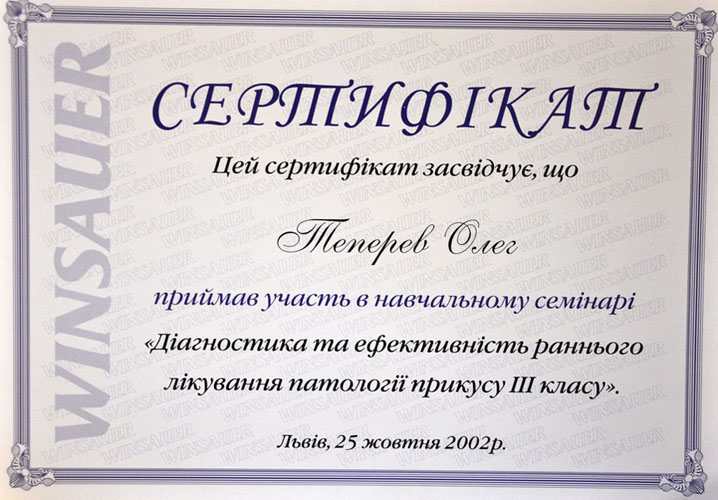 WINSAUER
СЕРТИФІКАТ
Цей сертифікат засвідчує, що
Теперев Олег
приймав участь в навчальному семінарі
«Діагностика та ефективність раннього
лікування патології прикусу III класу».
Львів, 25 жовтня 2002р.